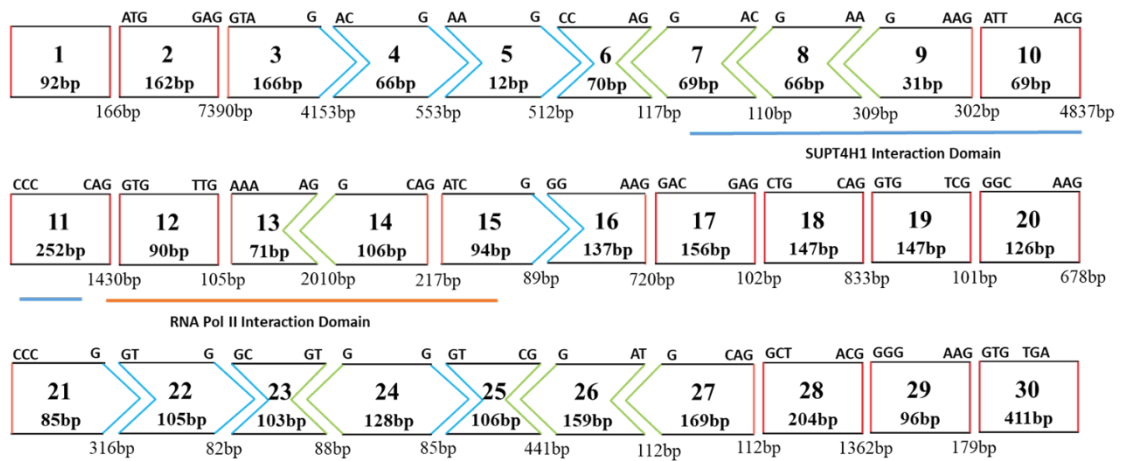 ATG GAG GTA G AC G AA G CC AG G AC G AA G AAG ATT ACG
1 2 3 4 5 6 7 8 9 10
92bp 162bp 166bp 66bp 12bp 70bp 69bp 66bp 31bp 69bp
166bp 7390bp 4153bp 553bp 512bp 117bp 110bp 309bp 302bp 4837bp
SUPT4H1 Interaction Domain
CCC CAG GTG TTG AAA AG G CAG ATC G GG AAG GAC GAG CTG CAG GTG TCG GGC AAG
11 12 13 14 15 16 17 18 19 20
252bp 90bp 71bp 106bp 94bp 137bp 156bp 147bp 147bp 126bp
1430bp 105bp 2010bp 217bp 89bp 720bp 102bp 833bp 101bp 678bp
RNA Pol II Interaction Domain
CCC G GT G GC GT G G GT CG G AT G CAG GCT ACG GGG AAG GTG TGA
21 22 23 24 25 26 27 28 29 30
85bp 105bp 103bp 128bp 106bp 159bp 169bp 204bp 96bp 411bp
316bp 82bp 88bp 85bp 441bp 112bp 112bp 1362bp 179bp